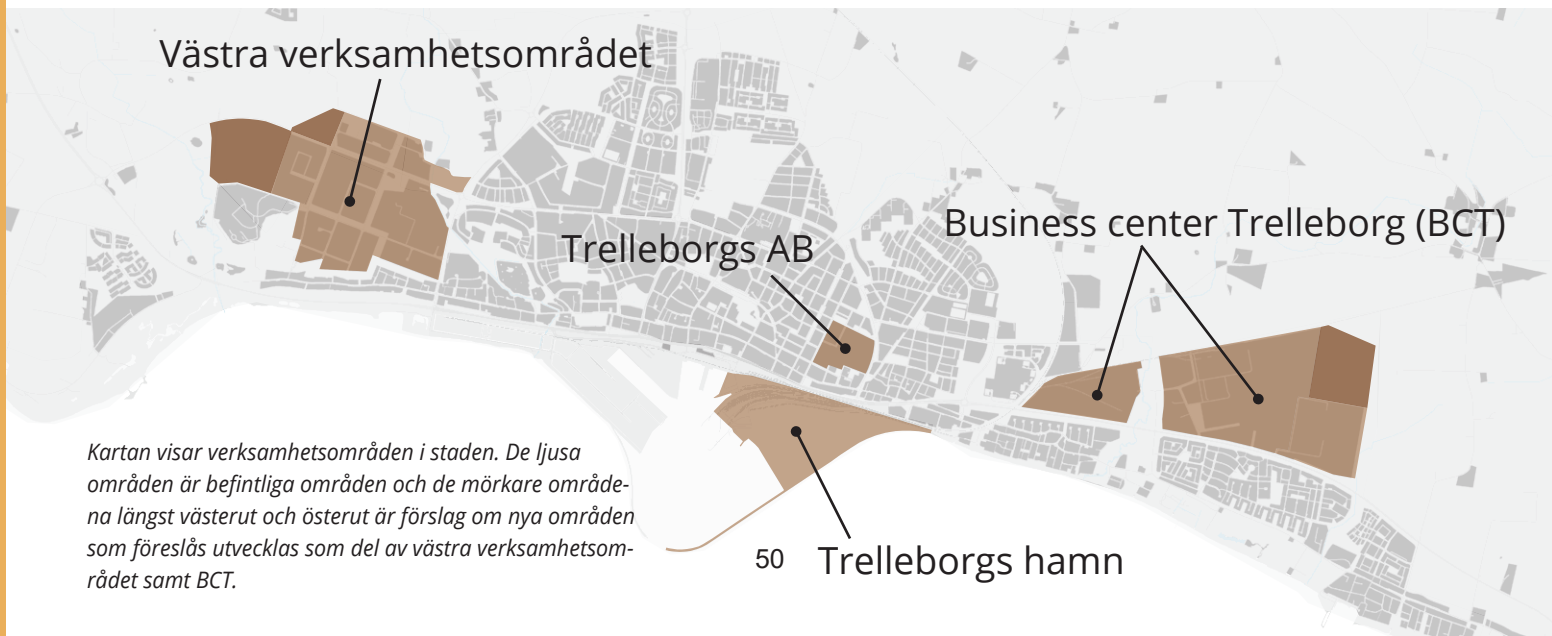 Västra verksamhetsområdet
Business center Trelleborg (BCT)
Trelleborgs AB
Kartan visar verksamhetsområden i staden. De ljusa
områden är befintliga områden och de mörkare område-
na längst västerut och österut är förslag om nya områden
som föreslås utvecklas som del av västra verksamhetsom-
rådet samt BCT.
50
Trelleborgs hamn